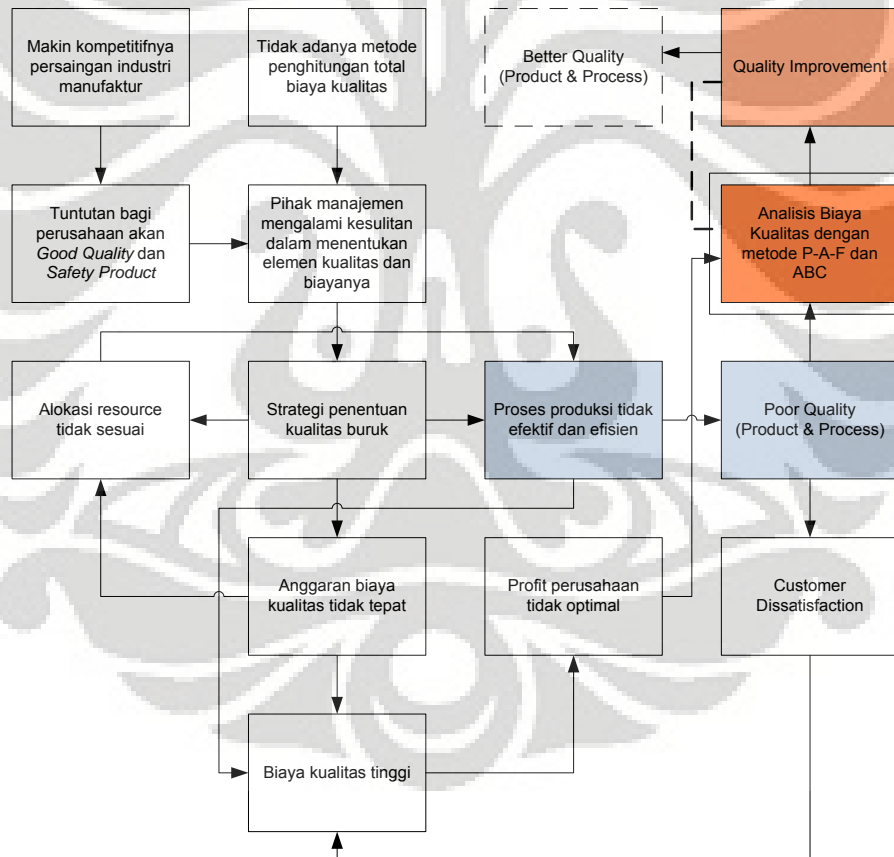 Makin kompetitifnya
persaingan industri
manufaktur
Tidak adanya metode
penghitungan total
biaya kualitas
Better Quality
(Product & Process)
Quality Improvement
Tuntutan bagi
perusahaan akan
Good Quality dan
Safety Product
Pihak manajemen
mengalami kesulitan
dalam menentukan
elemen kualitas dan
biayanya
Analisis Biaya
Kualitas dengan
metode P-A-F dan
ABC
Alokasi resource
tidak sesuai
Strategi penentuan
kualitas buruk
Proses produksi tidak
efektif dan efisien
Poor Quality
(Product & Process)
Anggaran biaya
kualitas tidak tepat
Profit perusahaan
tidak optimal
Customer
Dissatisfaction
Biaya kualitas tinggi